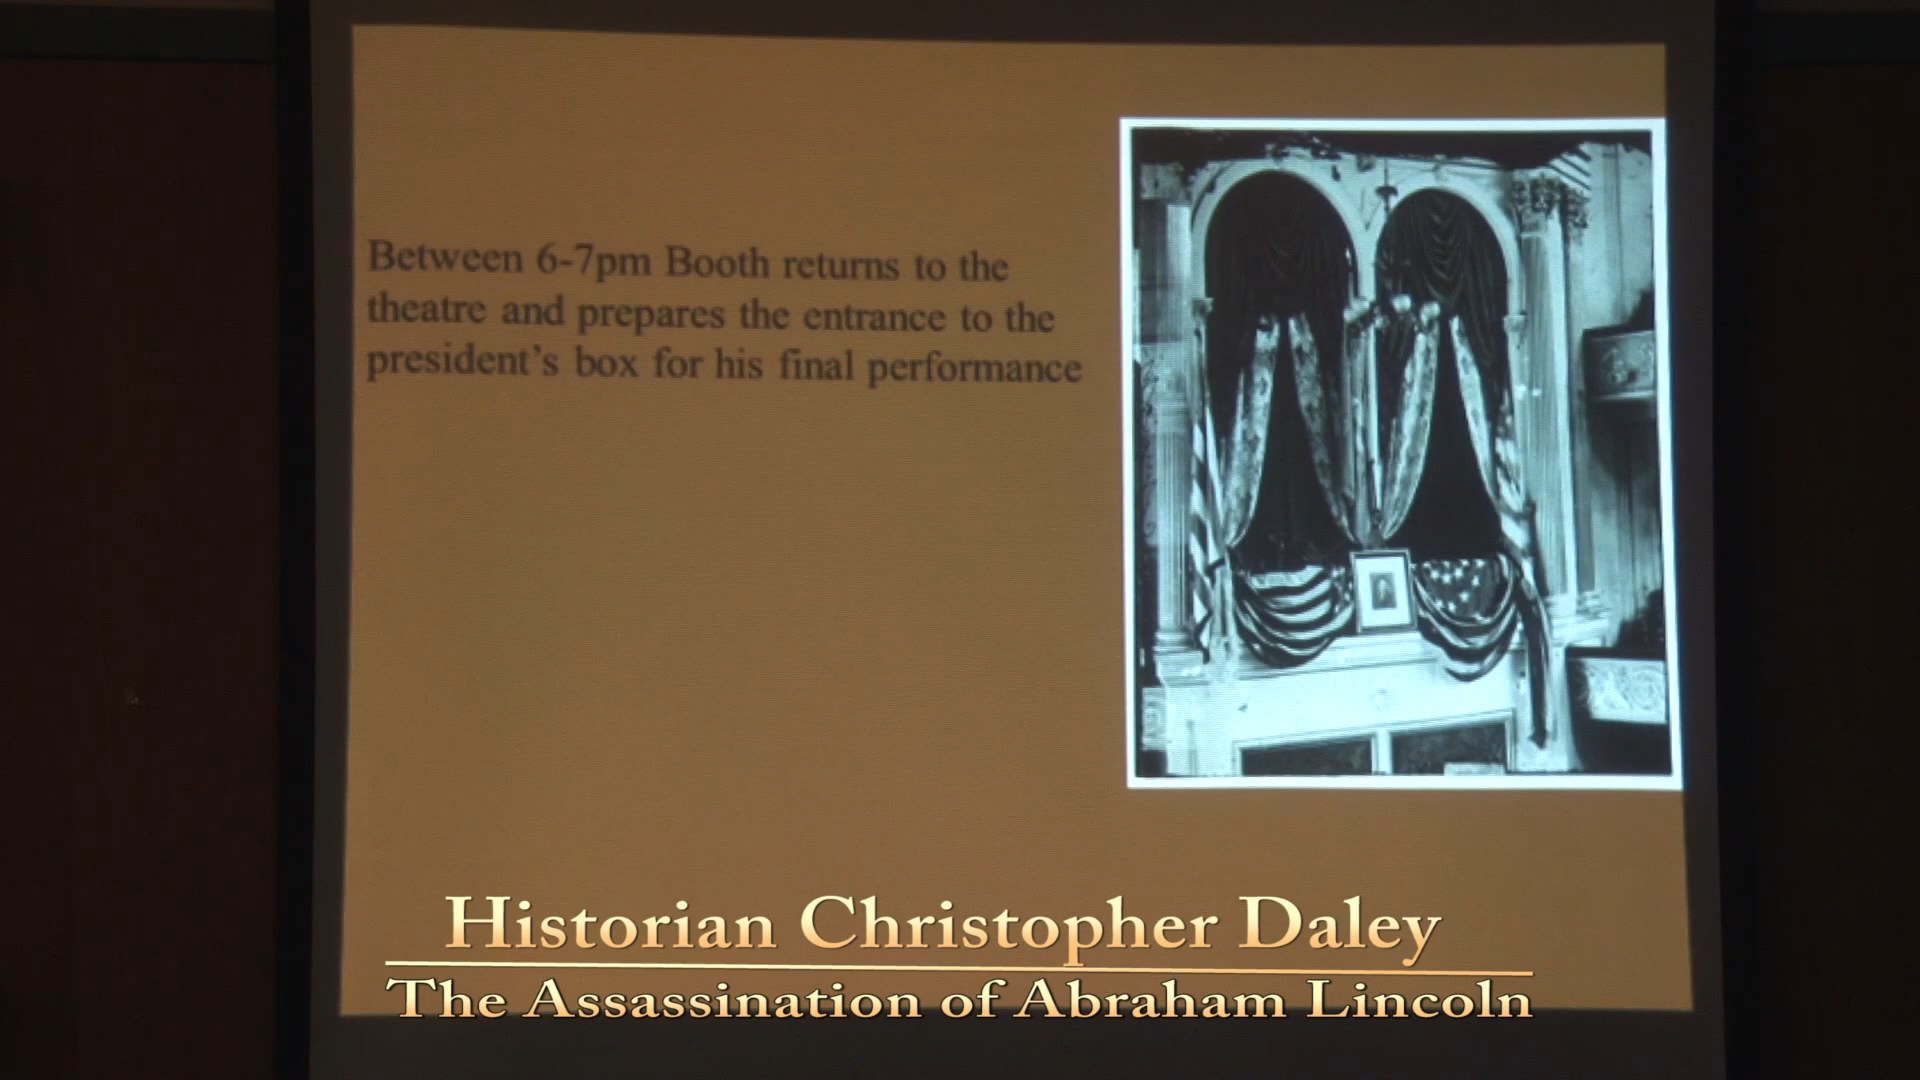 Between 6-7pm Booth returns to the
theatre and prepares the entrance to the
president's box for his final performance
Historian Christopher Daley
The Assassination of Abraham Lincoln